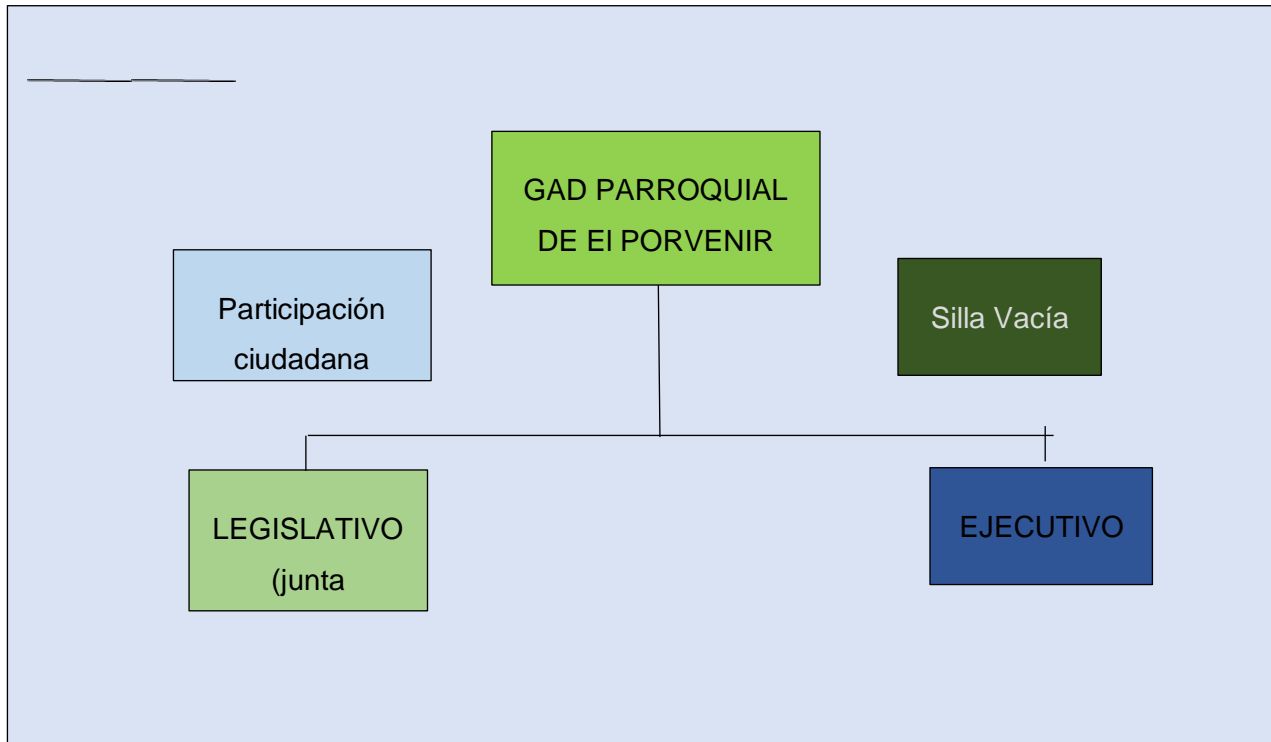 GAD PARROQUIAL
DE El PORVENIR
Participación
ciudadana
Silla Vacía
LEGISLATIVO
(junta
EJECUTIVO